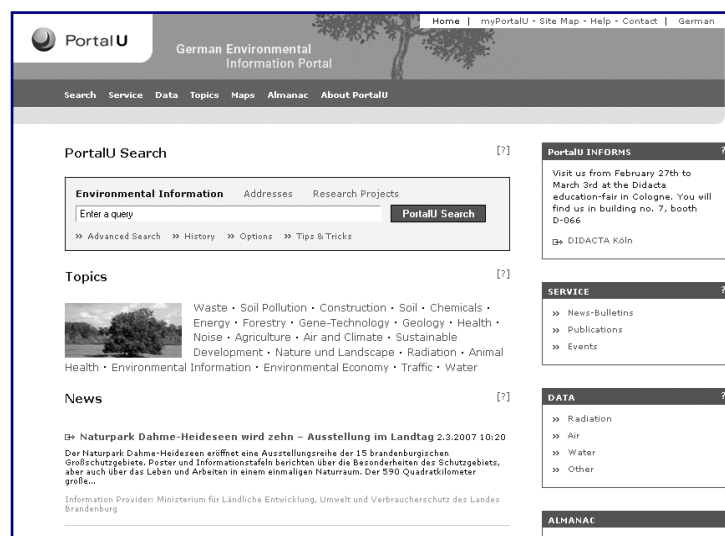 Home | myPortalU - Site Map - Help - Contact | German
PortalU
German Environmental
Information Portal
Search Service Data Topics Maps Almanac About PortalU
PortalU Search [?]
Environmental Information Addresses Research Projects
Enter a query PortalU Search
» Advanced Search » History » Options » Tips & Tricks
Topics [?]
Waste • Soil Pollution • Construction • Soil • Chemicals •
Energy • Forestry • Gene-Technology • Geology • Health •
Noise • Agriculture • Air and Climate • Sustainable
Development • Nature und Landscape • Radiation • Animal
Health • Environmental Information • Environmental Economy • Traffic • Water
News [?]
Naturpark Dahme-Heideseen wird zehn – Ausstellung im Landtag 2.3.2007 10:20
Der Naturpark Dahme-Heideseen eröffnet eine Ausstellungsreihe der 15 brandenburgischen
Großschutzgebiete. Poster und Informationstafeln berichten über die Besonderheiten des Schutzgebiets,
aber auch über das Leben und Arbeiten in einem einmaligen Naturraum. Der 590 Quadratkilometer
große...
Information Provider: Ministerium für Ländliche Entwicklung, Umwelt und Verbraucherschutz des Landes
Brandenburg
PortalU INFORMS ?
Visit us from February 27th to
March 3rd at the Didacta
education-fair in Cologne. You will
find us in building no. 7, booth
D-066
DIDACTA Köln
SERVICE ?
» News-Bulletins
» Publications
» Events
DATA ?
» Radiation
» Air
» Water
» Other
ALMANAC